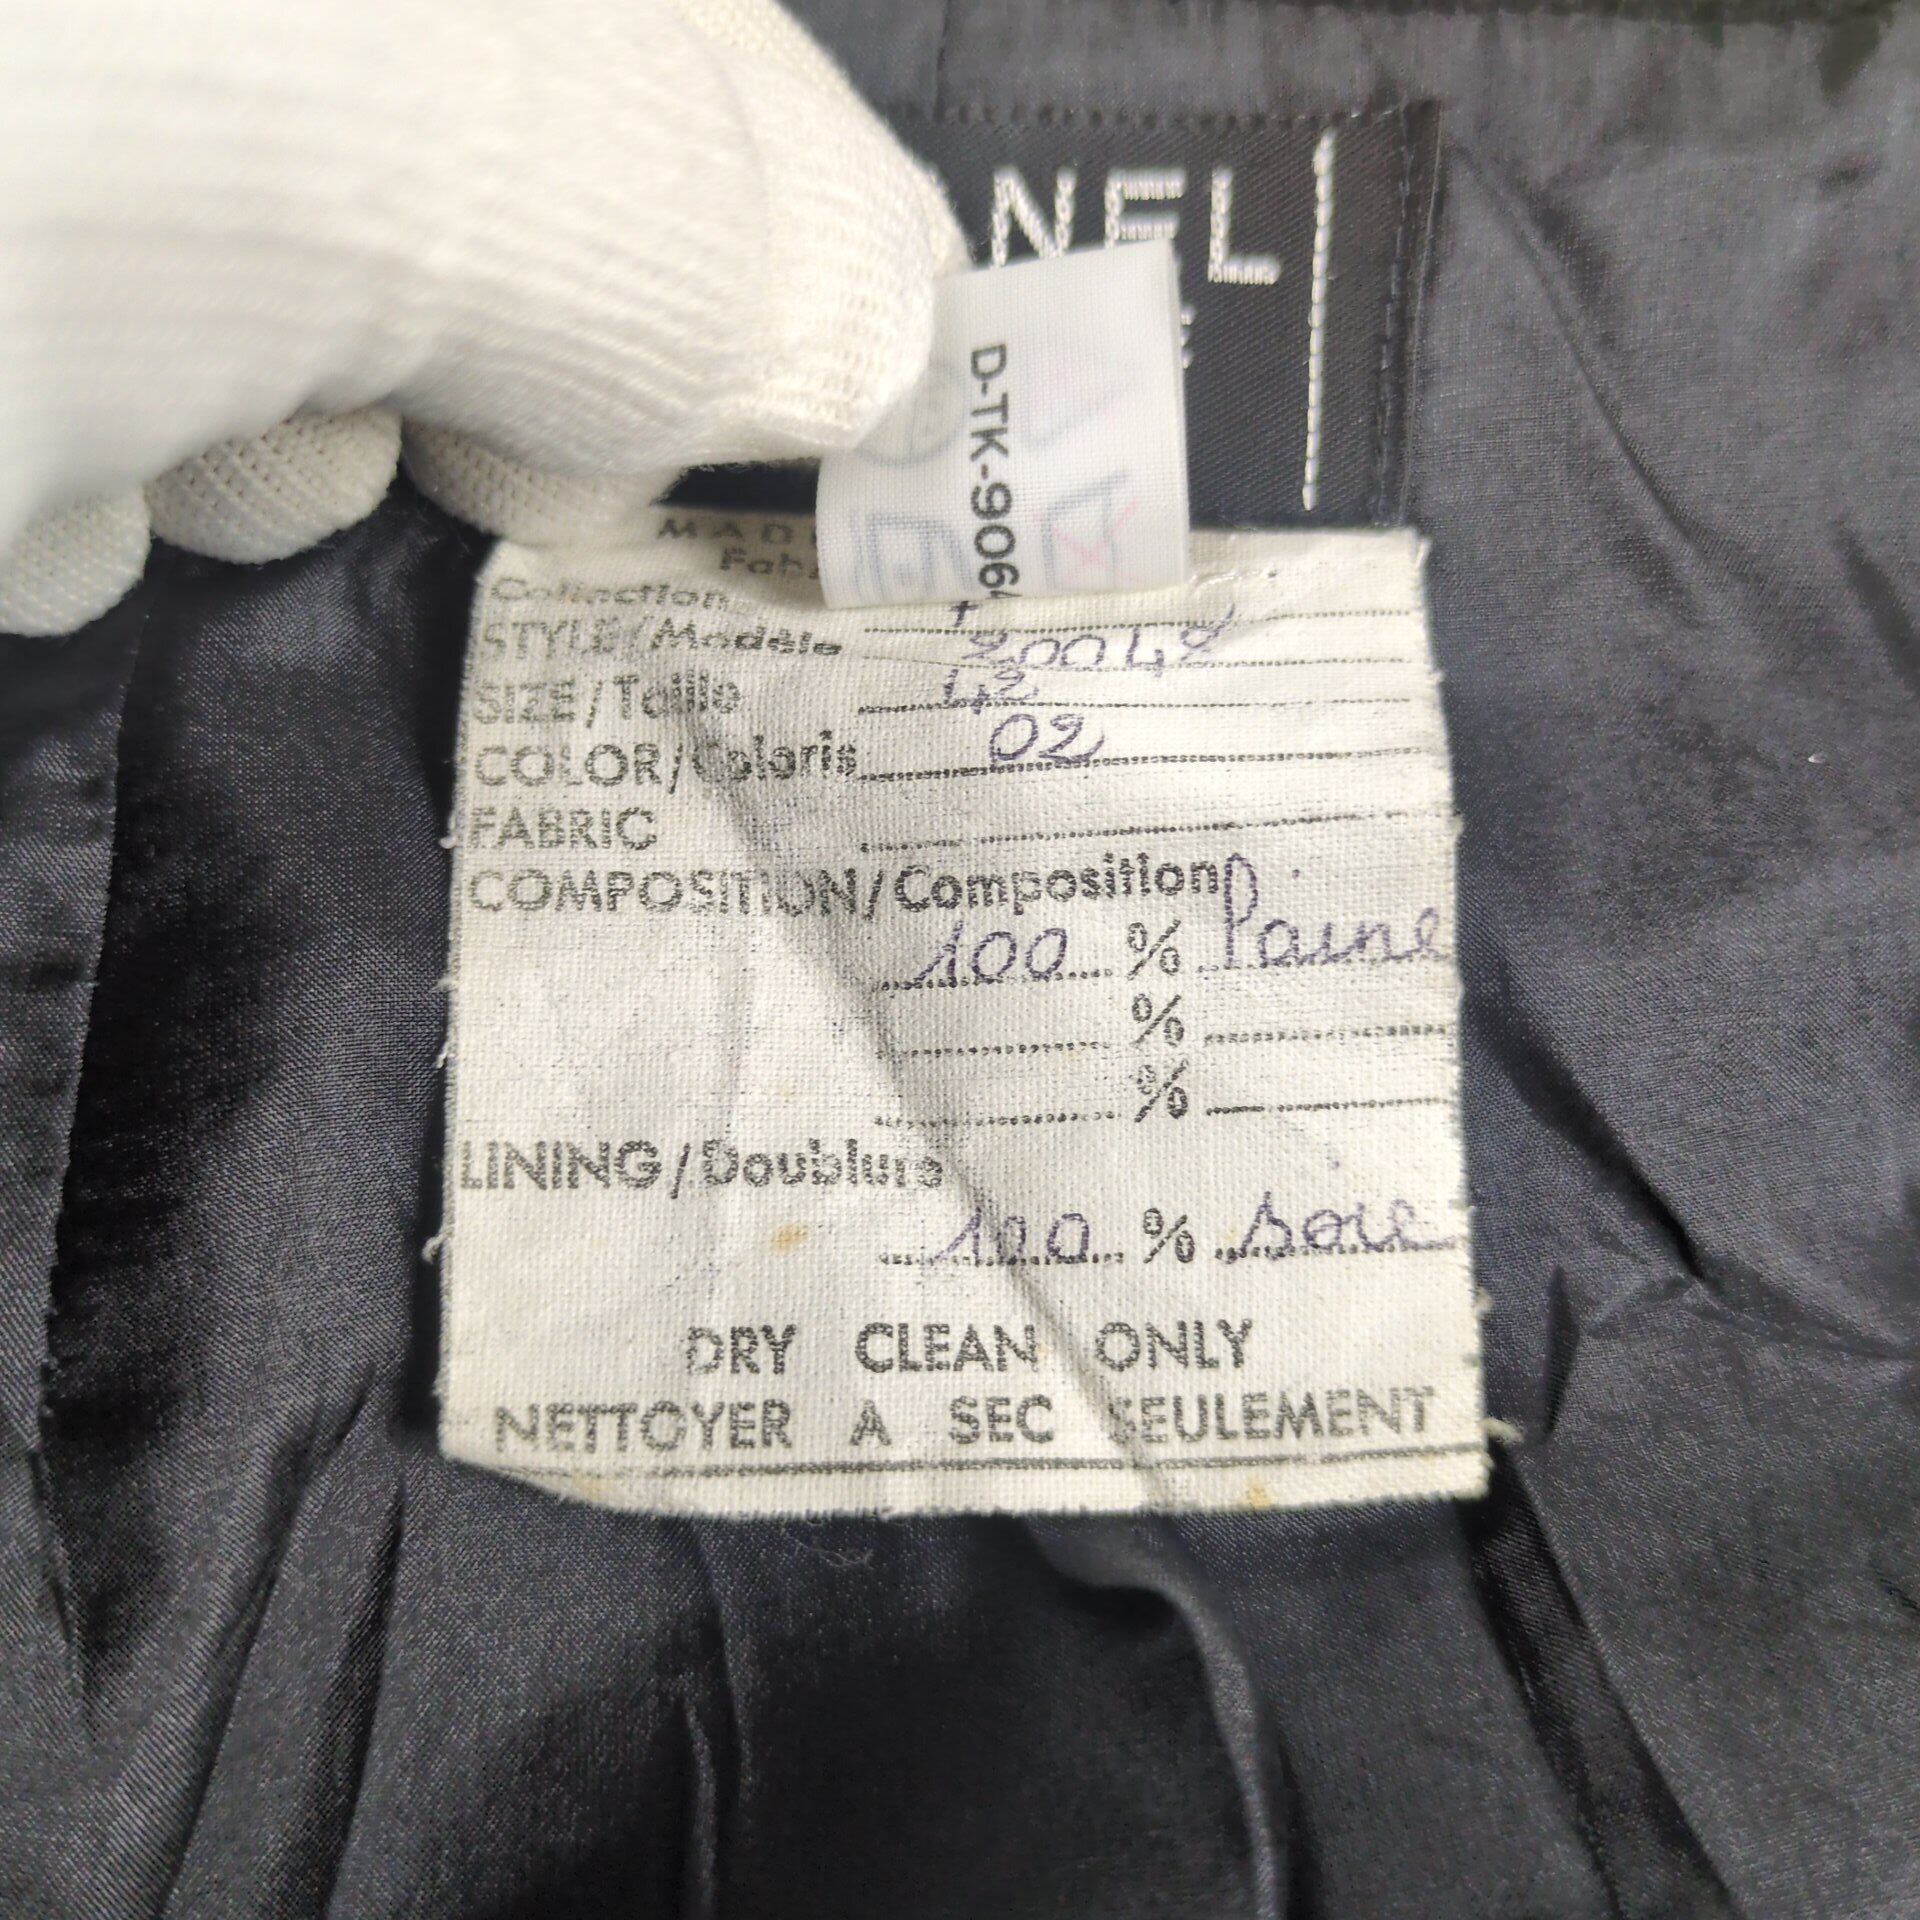 NEL
D-TK-906
MAD
Fab
Collection
STYLE/Modèle 20042
SIZE/Taille 42
COLOR/Coloris 02
FABRIC
COMPOSITION/Composition
100 % Laine
%
%
LINING/Doublure
100 % soie
DRY CLEAN ONLY
NETTOYER A SEC SEULEMENT